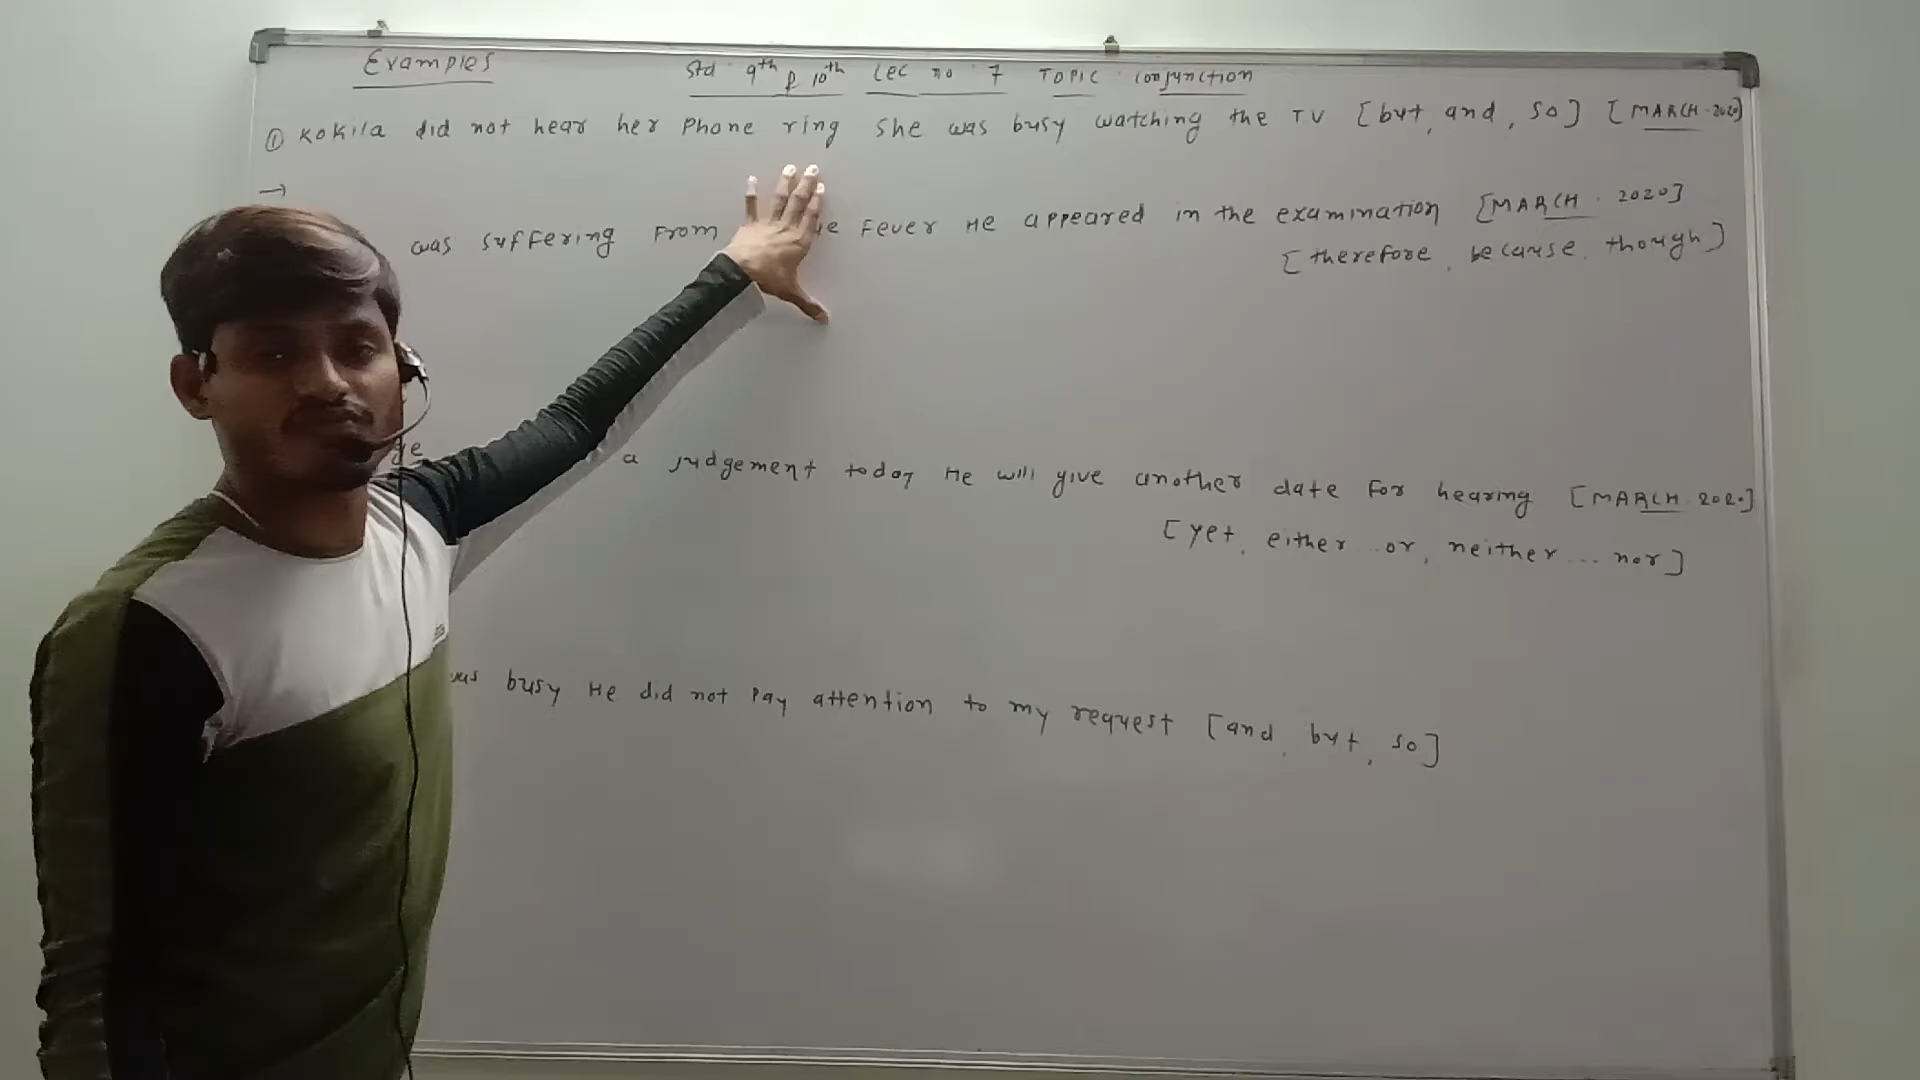 Examples
Std 9th & 10th Lec no 7 TOPIC conjunction
① Kokila did not hear her phone ring she was busy watching the TV [but, and, so] [MARCH-2020]
→
was suffering From Fever He appeared in the examination [MARCH. 2020]
[therefore, because, though]
a judgement today He will give another date For hearing [MARCH-2020]
[yet, either...or, neither...nor]
busy He did not pay attention to my request [and, but, so]